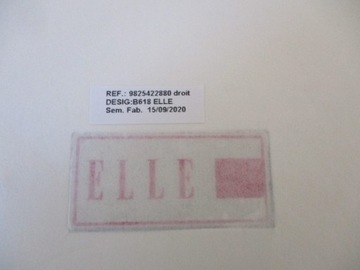 REF.: 9825422880 droit
DESIG:B618 ELLE
Sem. Fab. 15/09/2020
ELLE